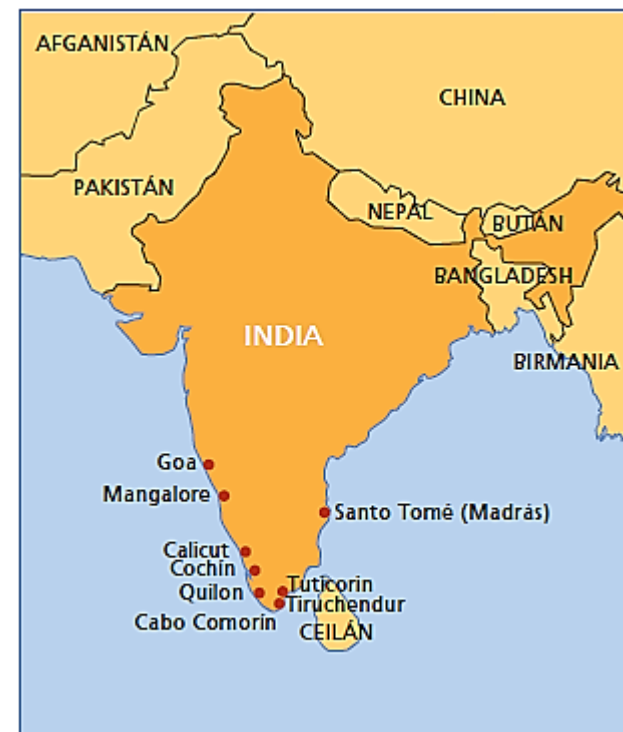 AFGANISTÁN
CHINA
PAKISTÁN
NEPAL
BUTÁN
BANGLADESH
INDIA
BIRMANIA
Goa
Mangalore
Santo Tomé (Madrás)
Calicut
Cochín
Quilon
Tuticorin
Tiruchendur
Cabo Comorín
CEILÁN